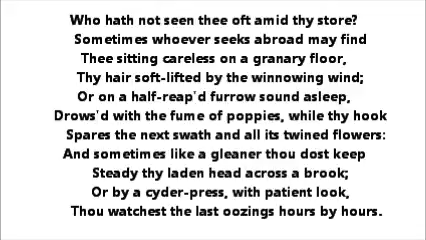 Who hath not seen thee oft amid thy store?
Sometimes whoever seeks abroad may find
Thee sitting careless on a granary floor,
Thy hair soft-lifted by the winnowing wind;
Or on a half-reap'd furrow sound asleep,
Drows'd with the fume of poppies, while thy hook
Spares the next swath and all its twined flowers:
And sometimes like a gleaner thou dost keep
Steady thy laden head across a brook;
Or by a cyder-press, with patient look,
Thou watchest the last oozings hours by hours.